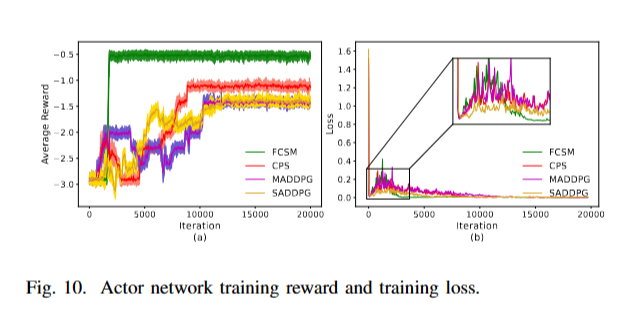 −0.5
−1.0
−1.5
−2.0
−2.5
−3.0
Average Reward
FCSM
CPS
MADDPG
SADDPG
0 5000 10000 15000 20000
Iteration
(a)
1.6
1.4
1.2
1.0
0.8
0.6
0.4
0.2
0.0
Loss
FCSM
CPS
MADDPG
SADDPG
0 5000 10000 15000 20000
Iteration
(b)
Fig. 10. Actor network training reward and training loss.